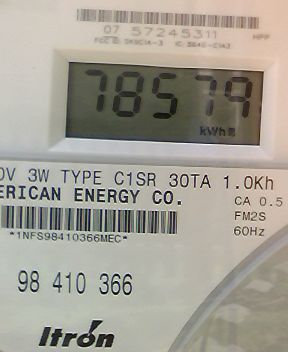 07 57245311
78579
kWh
0V 3W TYPE C1SR 30TA 1.0Kh
ERICAN ENERGY CO.
CA 0.5
FM2S
60Hz
*1NFS98410366MEC*
98 410 366
Itrón